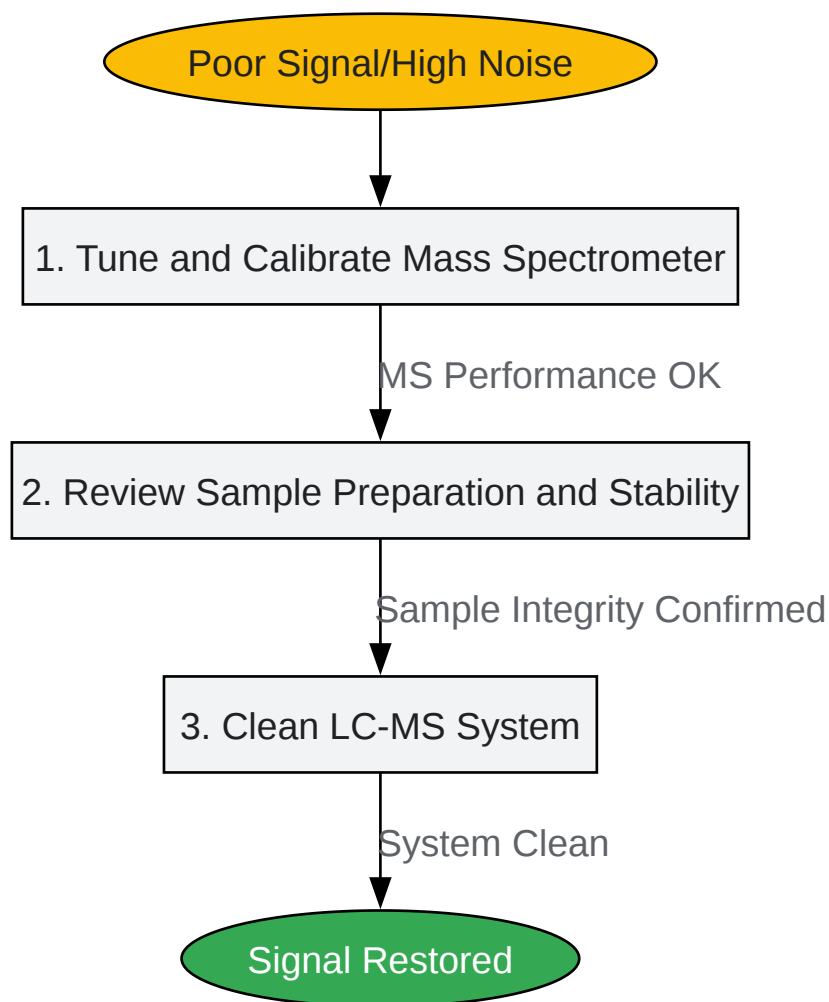 Poor Signal/High Noise
1. Tune and Calibrate Mass Spectrometer
MS Performance OK
2. Review Sample Preparation and Stability
Sample Integrity Confirmed
3. Clean LC-MS System
System Clean
Signal Restored